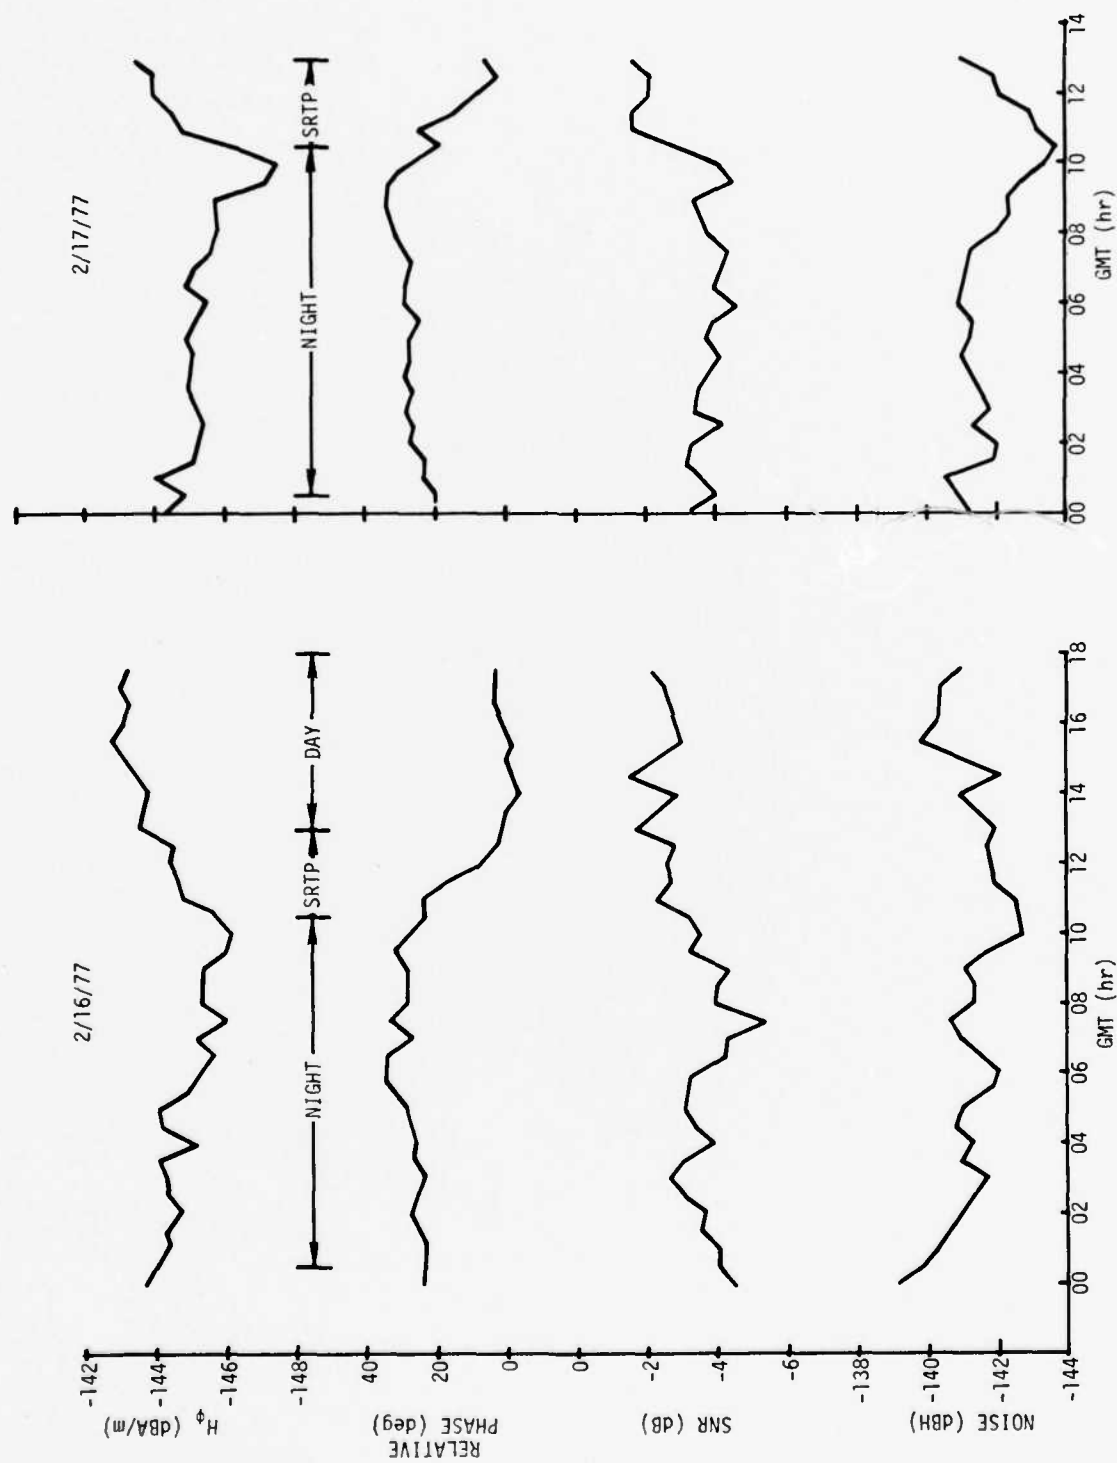 2/16/77
2/17/77
-142
-144
-146
-148
H_φ (dBA/m)
NIGHT
SRTP
DAY
NIGHT
SRTP
40
20
0
RELATIVE
PHASE (deg)
0
-2
-4
-6
SNR (dB)
-138
-140
-142
-144
NOISE (dBH)
00 02 04 06 08 10 12 14 16 18
GMT (hr)
00 02 04 06 08 10 12 14
GMT (hr)